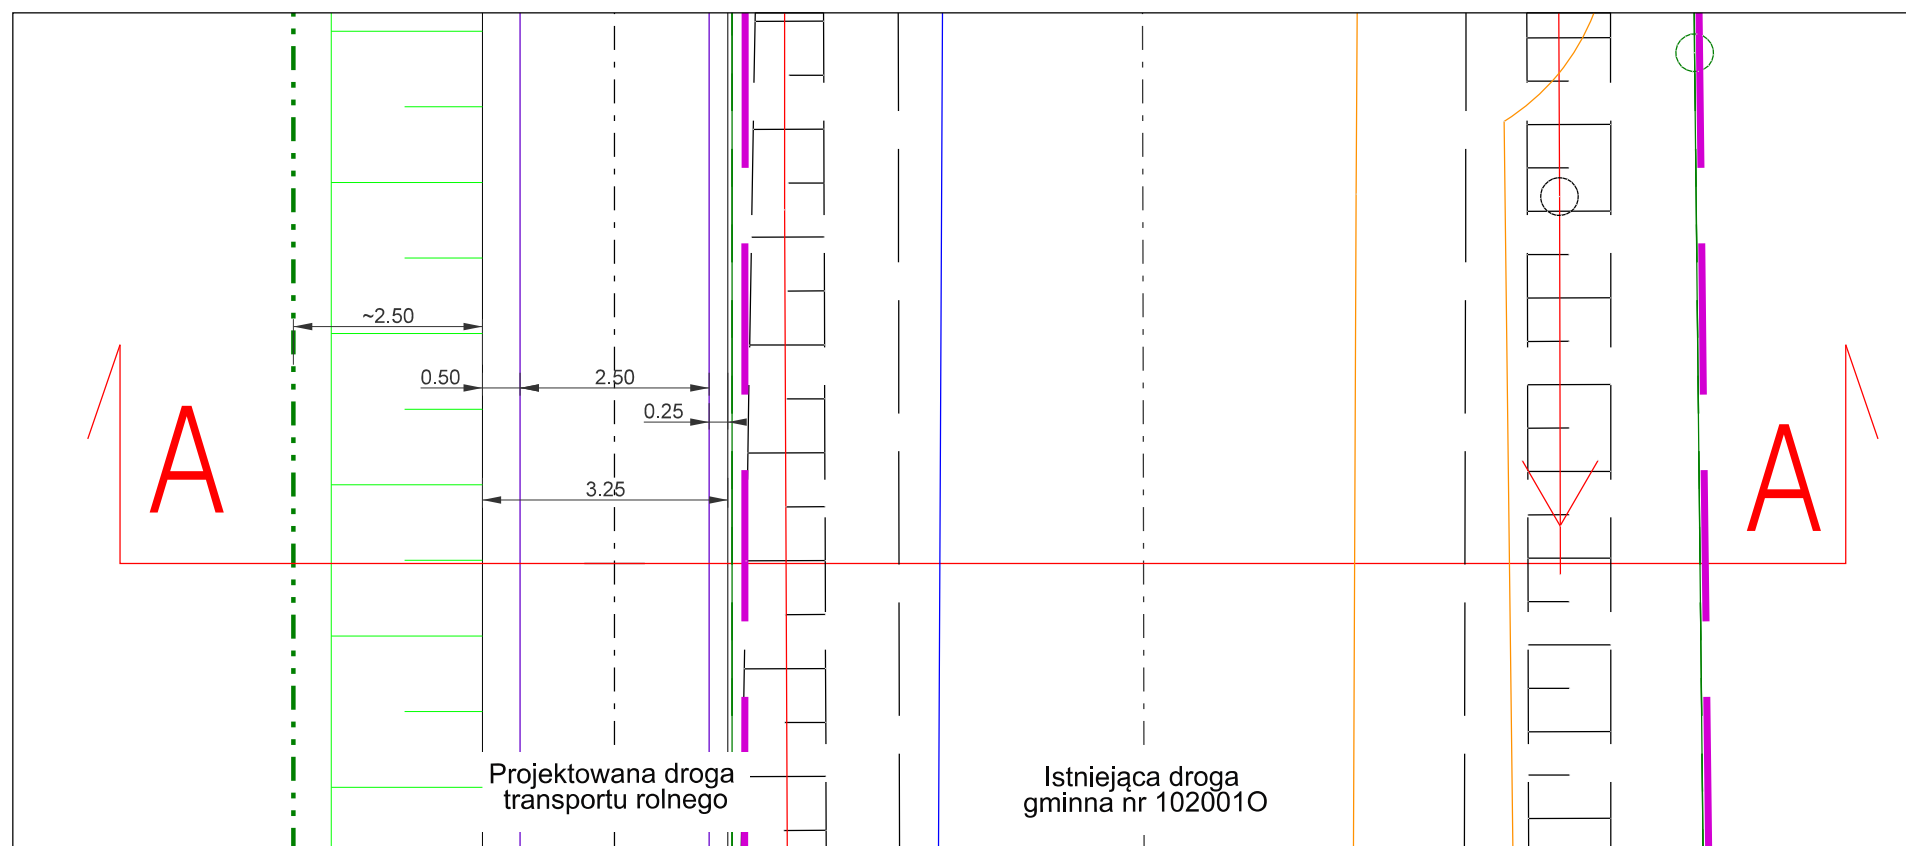 ~2.50
0.50
2.50
0.25
A
A
3.25
Projektowana droga
transportu rolnego
Istniejąca droga
gminna nr 102001O